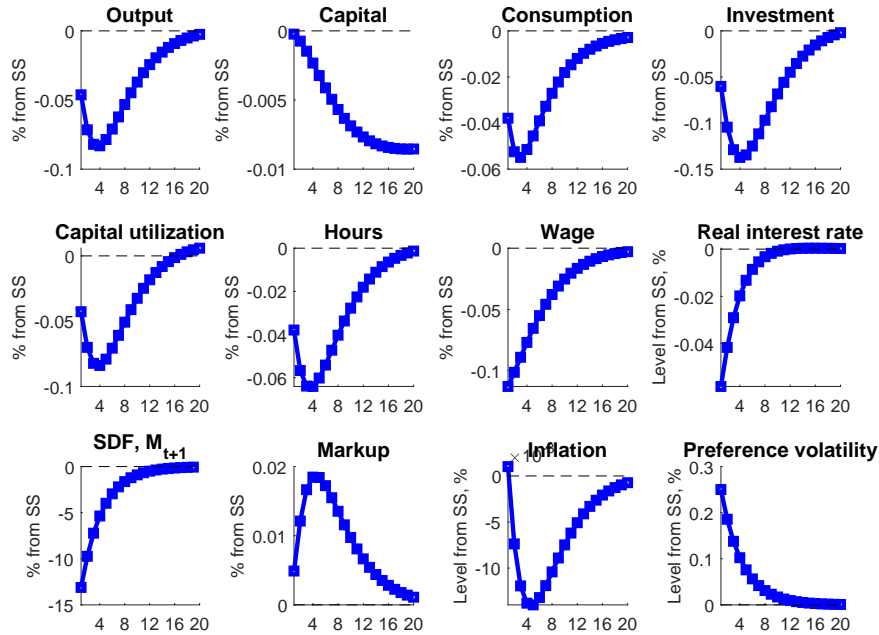 Output
% from SS
0
-0.05
-0.1
4 8 12 16 20
Capital
% from SS
0
-0.005
-0.01
4 8 12 16 20
Consumption
% from SS
0
-0.02
-0.04
-0.06
4 8 12 16 20
Investment
% from SS
0
-0.05
-0.1
-0.15
4 8 12 16 20
Capital utilization
% from SS
0
-0.05
-0.1
4 8 12 16 20
Hours
% from SS
0
-0.02
-0.04
-0.06
4 8 12 16 20
Wage
% from SS
0
-0.05
-0.1
4 8 12 16 20
Real interest rate
Level from SS, %
0
-0.02
-0.04
4 8 12 16 20
SDF, M_{t+1}
% from SS
0
-5
-10
-15
4 8 12 16 20
Markup
% from SS
0.02
0.01
0
4 8 12 16 20
Inflation
Level from SS, %
0
-5
-10
4 8 12 16 20
Preference volatility
Level from SS, %
0.3
0.2
0.1
0
4 8 12 16 20